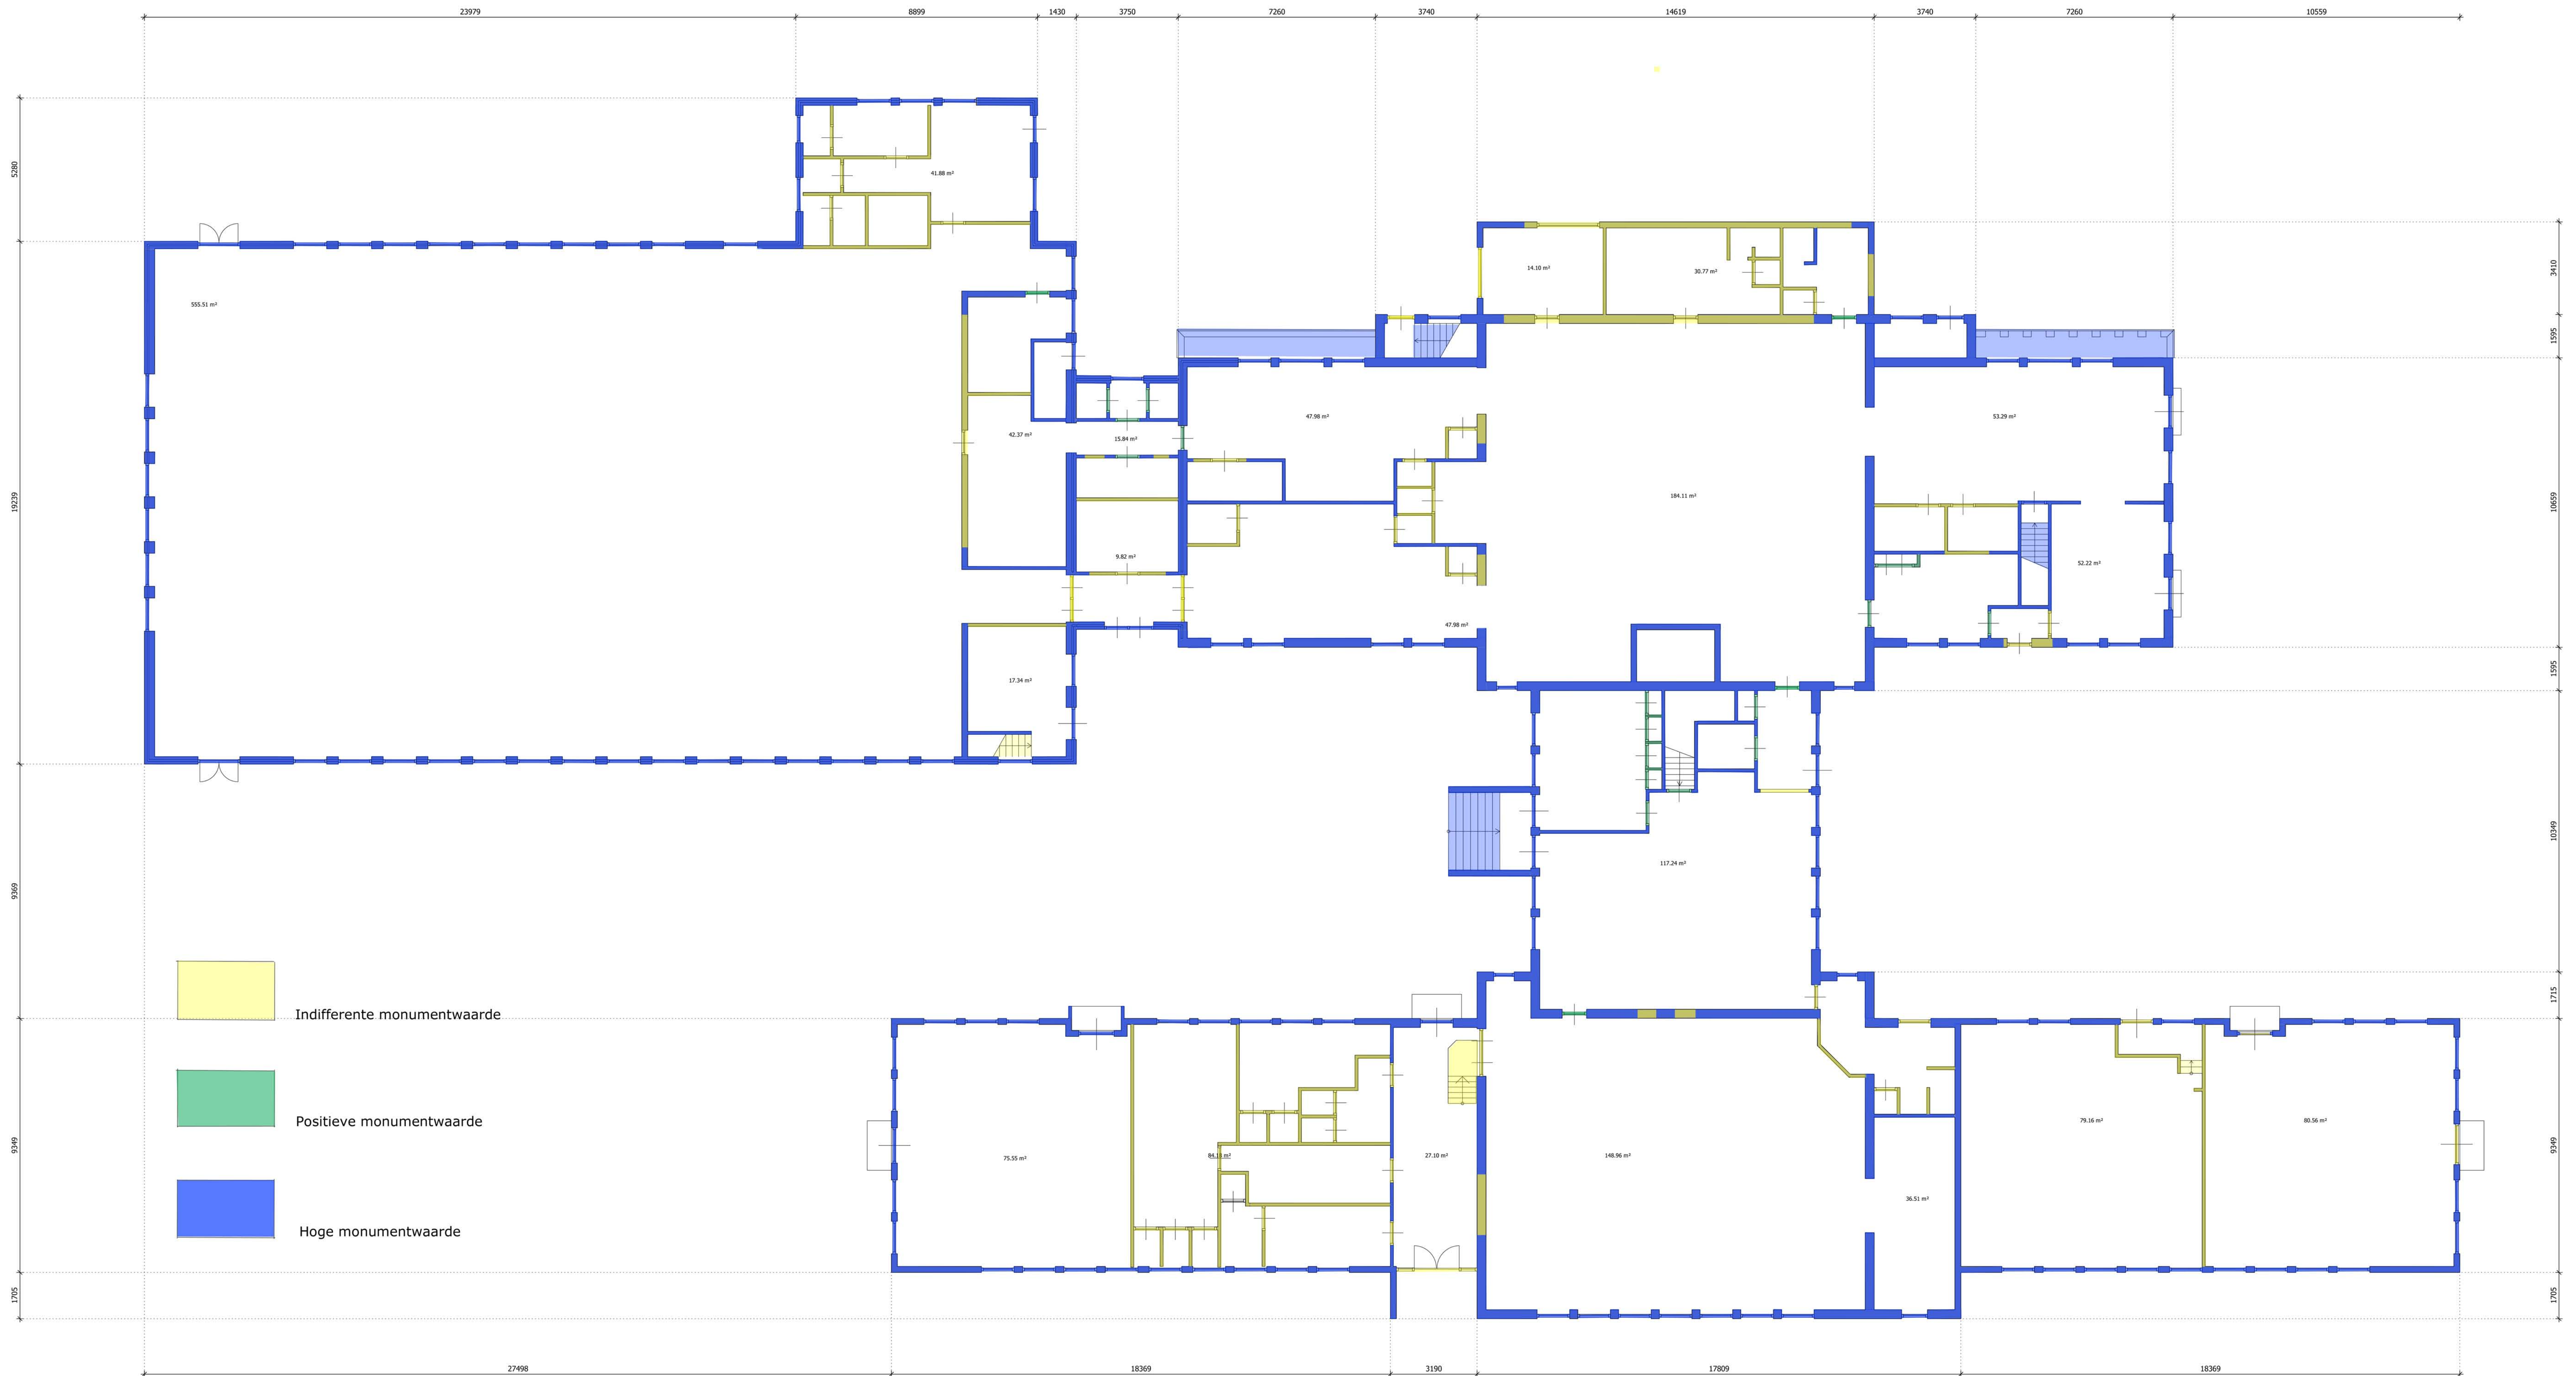 23979 8899 1430 3750 7260 3740 14619 3740 7260 10559
5280
41.88 m²
3410
14.10 m²
30.77 m²
555.51 m²
1595
47.98 m²
53.29 m²
42.37 m²
15.84 m²
19239
184.11 m²
10659
9.82 m²
52.22 m²
47.98 m²
1595
17.34 m²
10349
117.24 m²
9369
1715
Indifferente monumentwaarde
Positieve monumentwaarde
79.16 m²
80.56 m²
9349
9349
75.55 m²
27.10 m²
148.96 m²
36.51 m²
Hoge monumentwaarde
1705
1705
27498 18369 3190 17809 18369